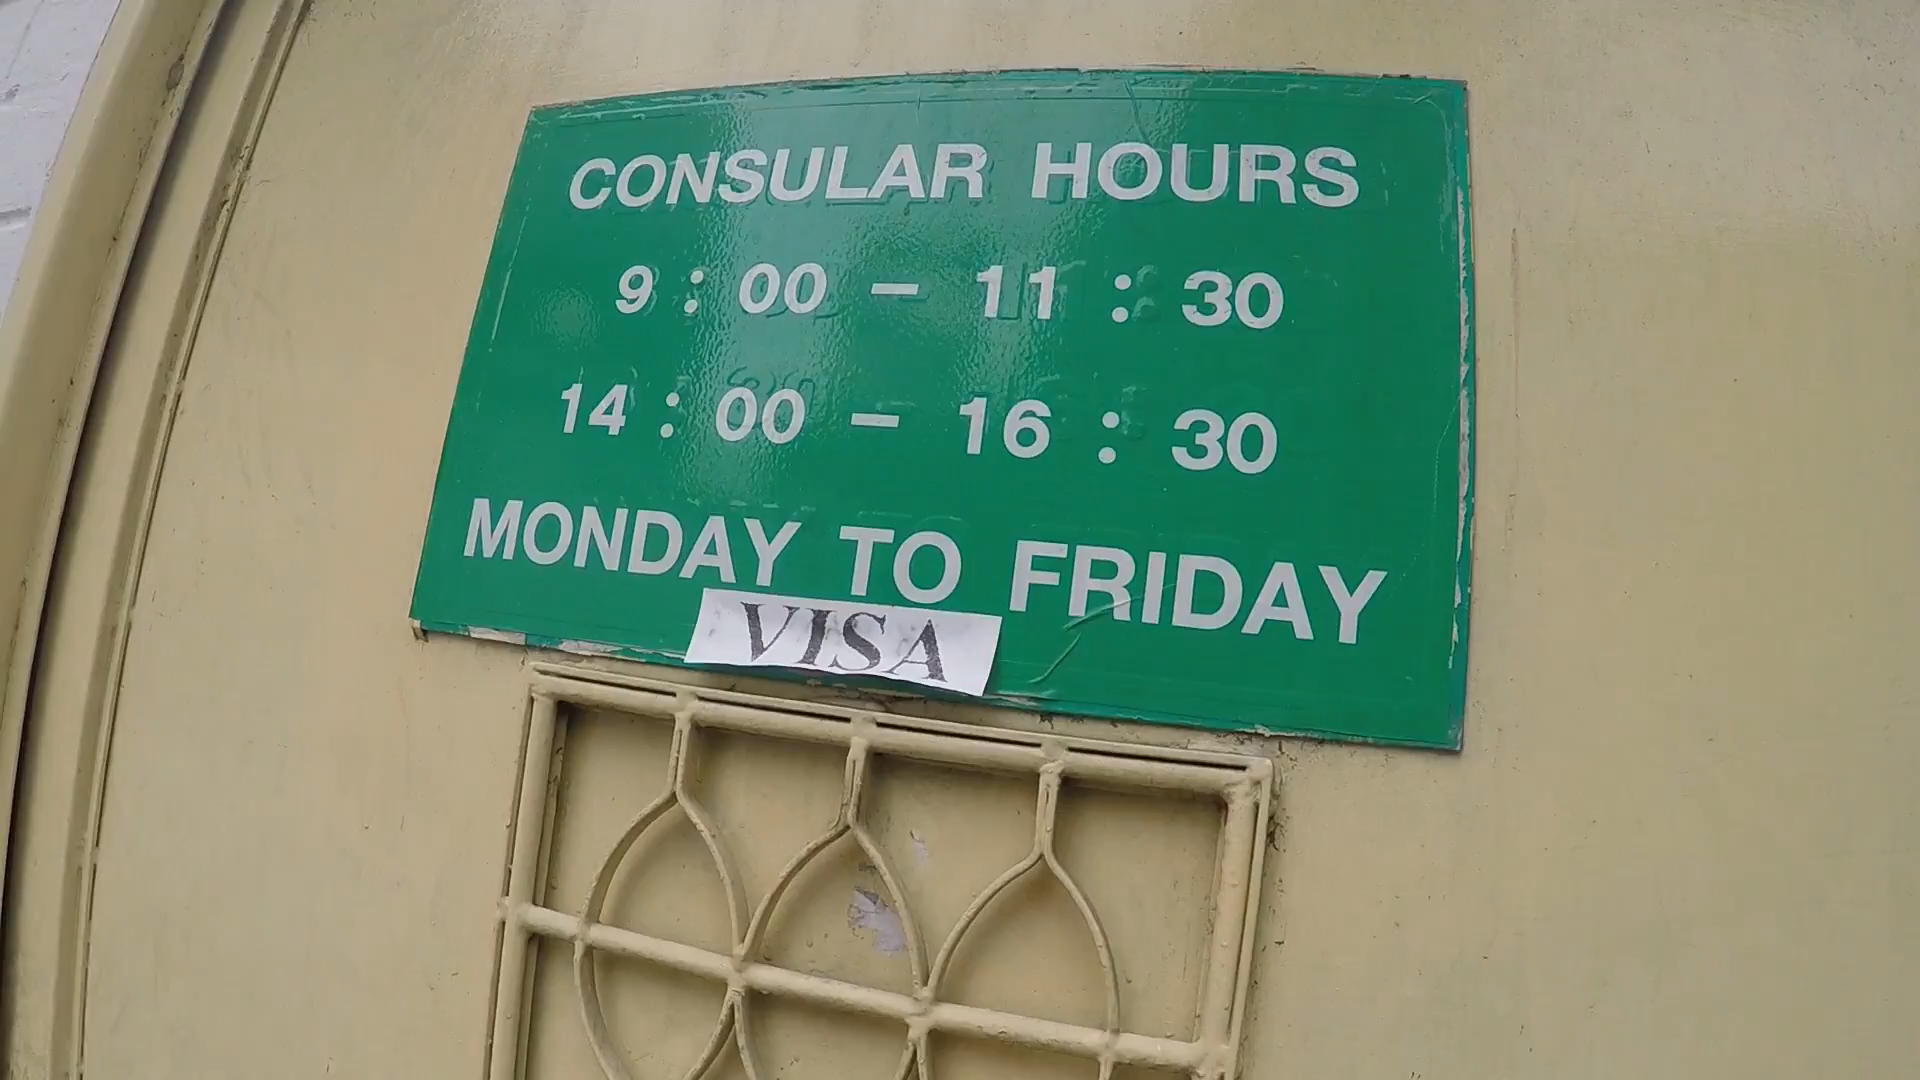 CONSULAR HOURS
9 : 00 – 11 : 30
14 : 00 – 16 : 30
MONDAY TO FRIDAY
VISA